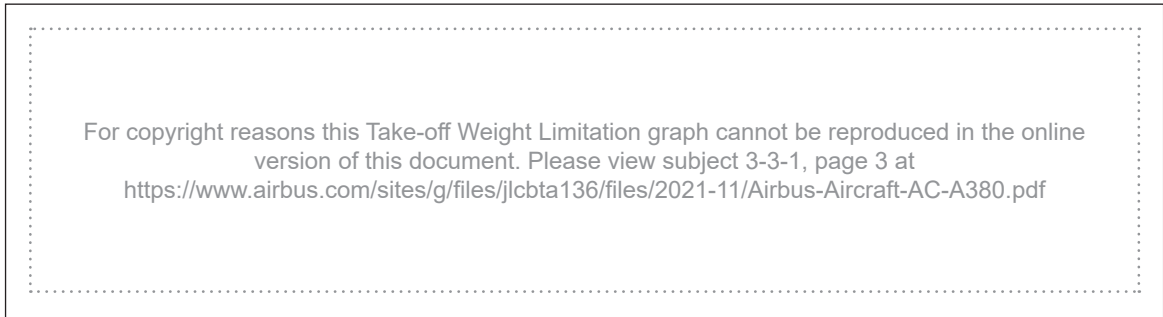 For copyright reasons this Take-off Weight Limitation graph cannot be reproduced in the online
version of this document. Please view subject 3-3-1, page 3 at
https://www.airbus.com/sites/g/files/jlcbta136/files/2021-11/Airbus-Aircraft-AC-A380.pdf